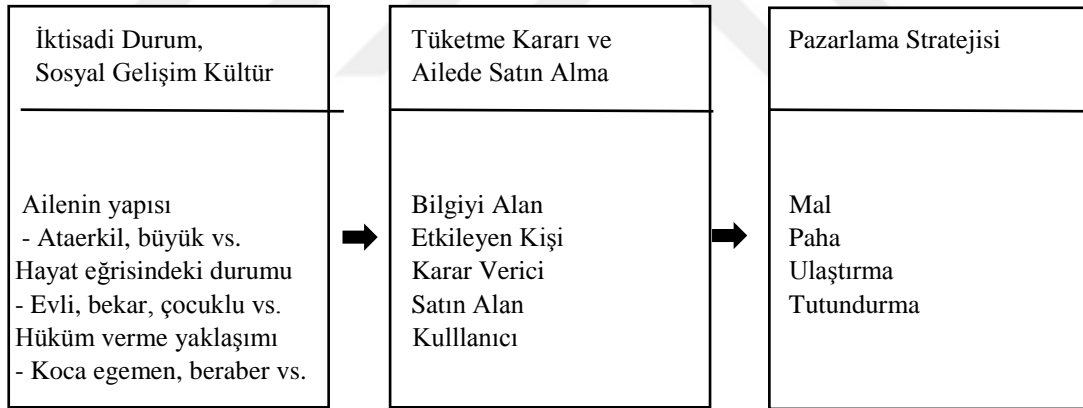 İktisadi Durum,
Sosyal Gelişim Kültür
Ailenin yapısı
- Ataerkil, büyük vs.
Hayat eğrisindeki durumu
- Evli, bekar, çocuklu vs.
Hüküm verme yaklaşımı
- Koca egemen, beraber vs.
Tüketme Kararı ve
Ailede Satın Alma
Bilgiyi Alan
Etkileyen Kişi
Karar Verici
Satın Alan
Kulllanıcı
Pazarlama Stratejisi
Mal
Paha
Ulaştırma
Tutundurma